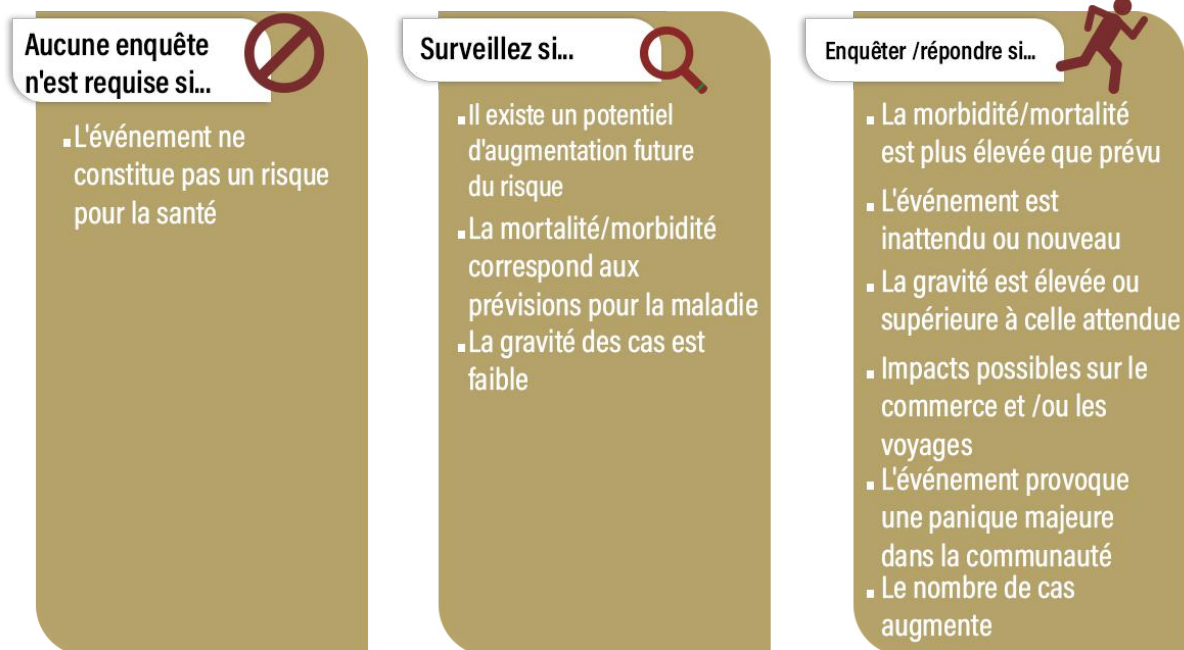 Aucune enquête
n'est requise si...
▪L'événement ne
constitue pas un risque
pour la santé
Surveillez si...
▪Il existe un potentiel
d'augmentation future
du risque
▪La mortalité/morbidité
correspond aux
prévisions pour la maladie
▪La gravité des cas est
faible
Enquêter /répondre si...
▪ La morbidité/mortalité
est plus élevée que prévu
▪ L'événement est
inattendu ou nouveau
▪ La gravité est élevée ou
supérieure à celle attendue
▪ Impacts possibles sur le
commerce et /ou les
voyages
▪ L'événement provoque
une panique majeure
dans la communauté
▪ Le nombre de cas
augmente